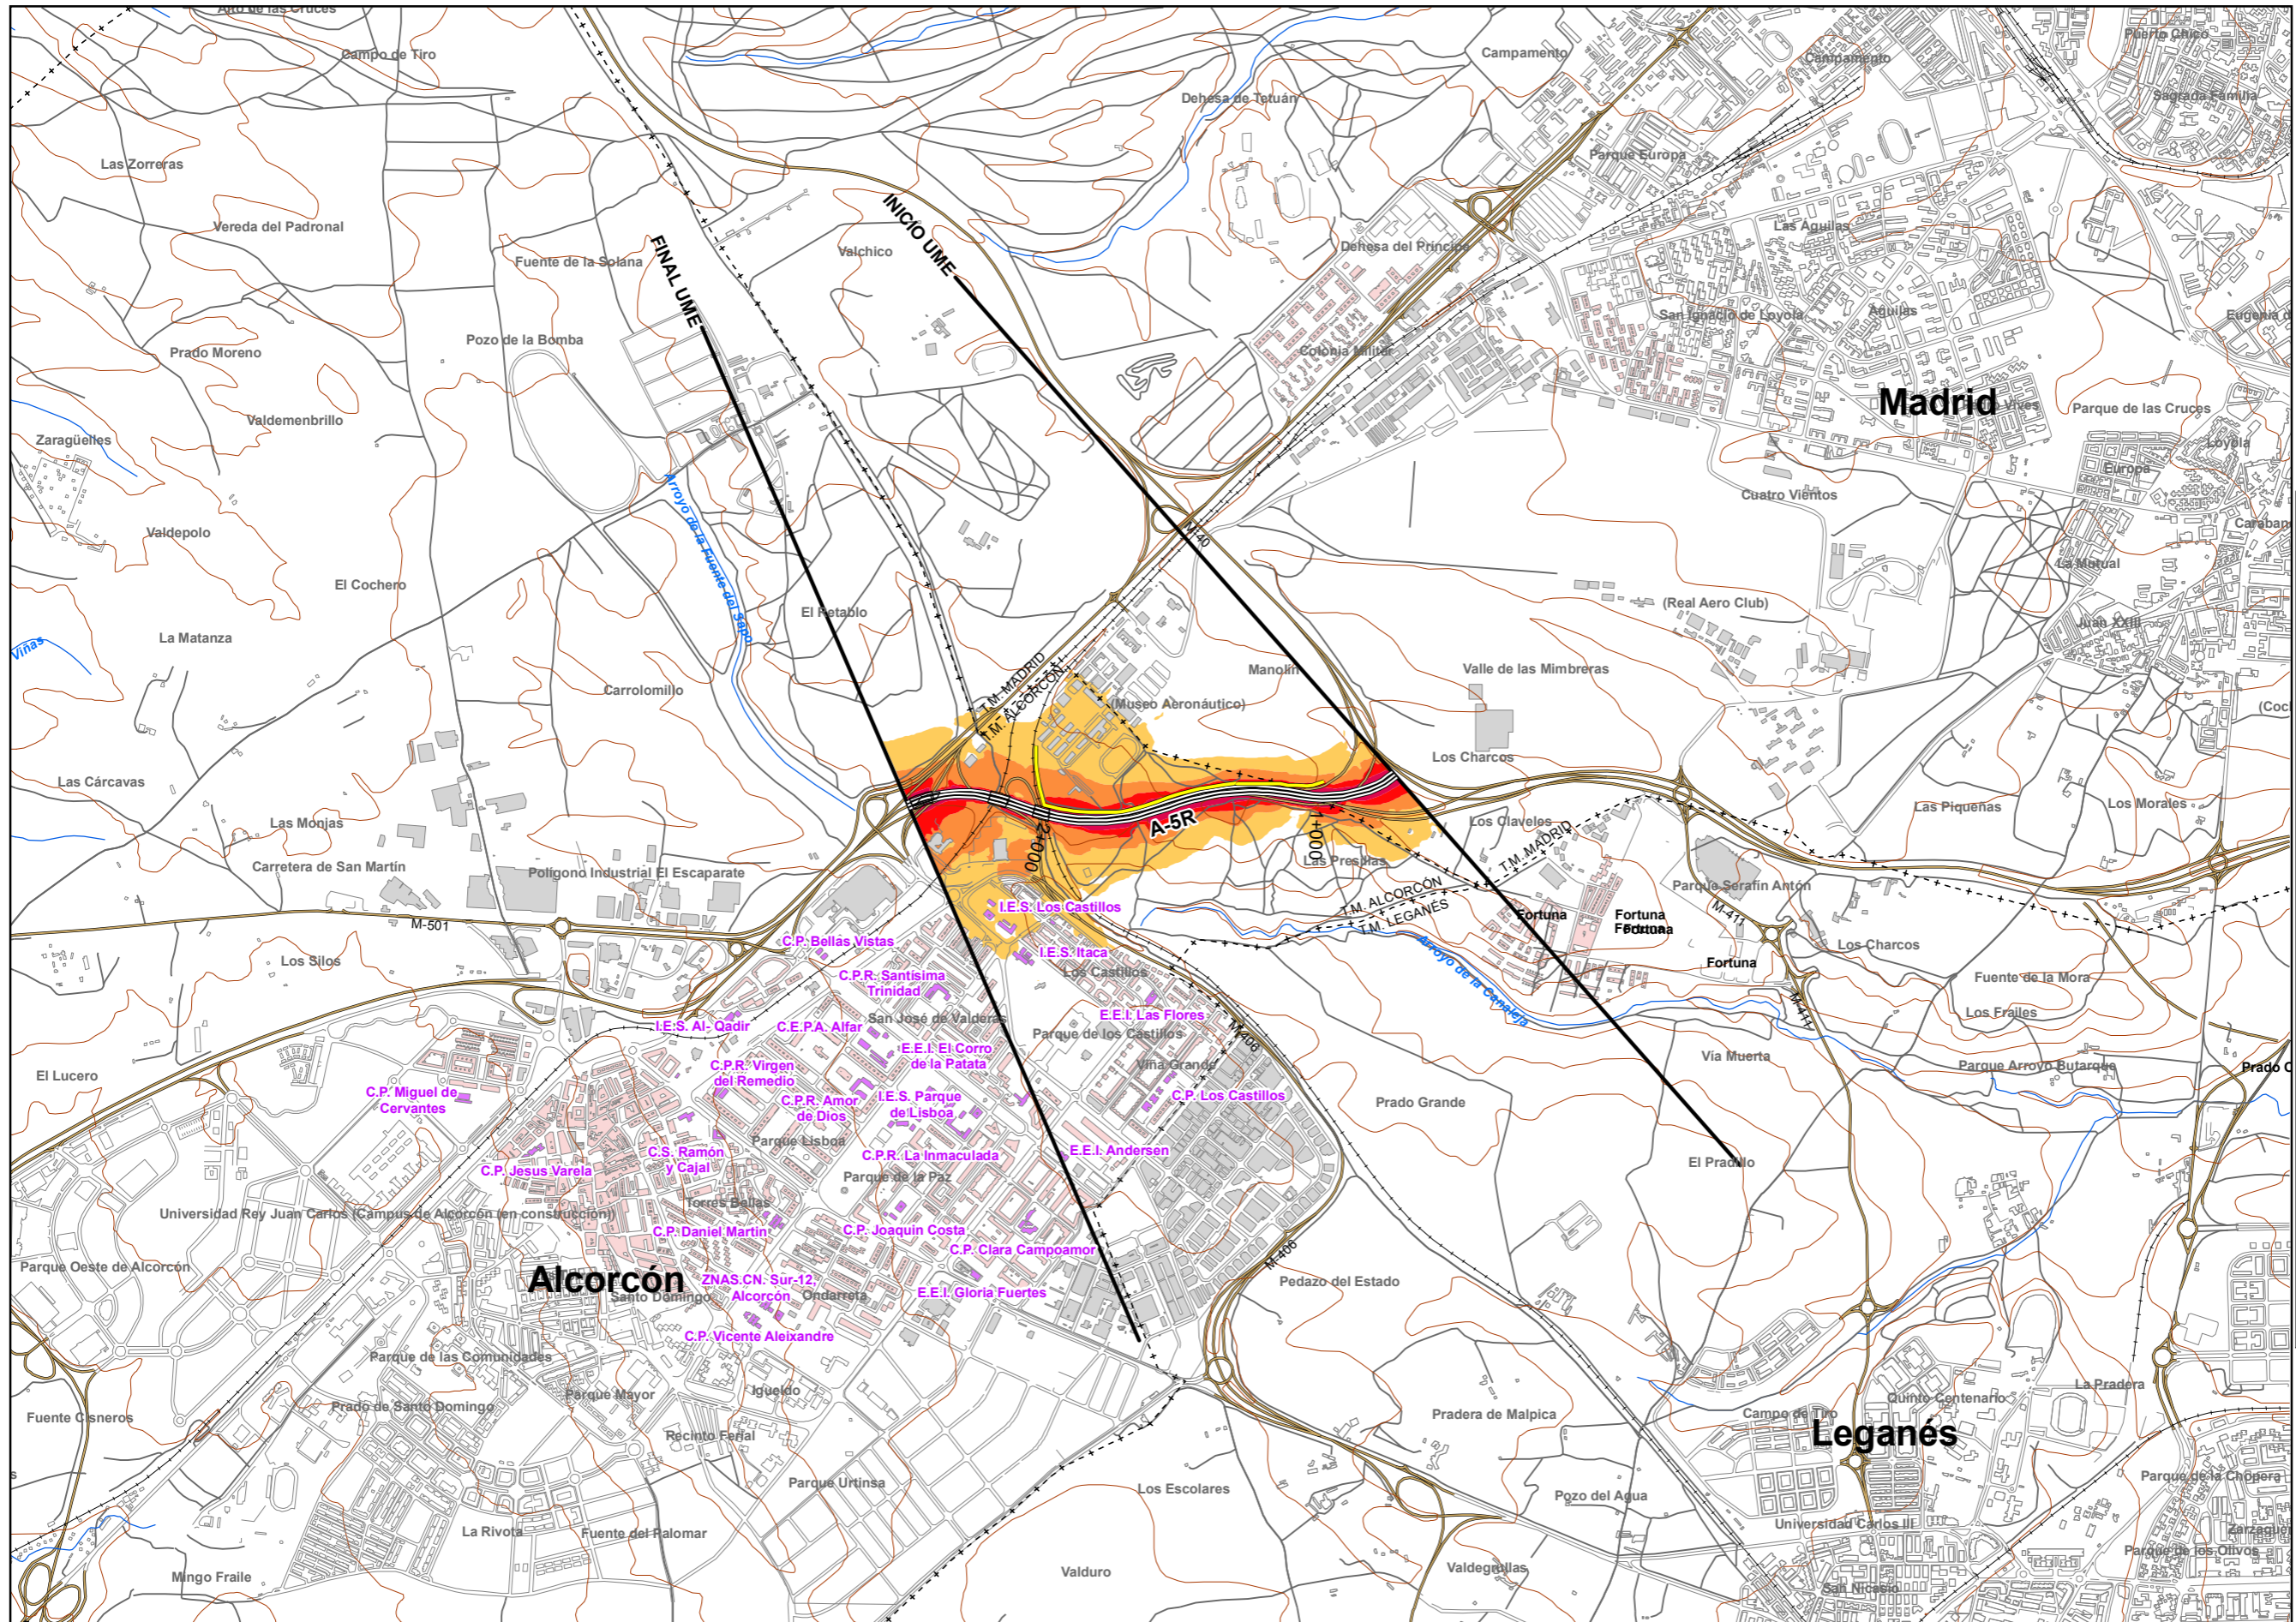 Alto de las Cruces
Campo de Tiro
Campamento
Campamento
Puerto Chico
Dehesa de Tetuán
Sagrada Familia
Las Zorreras
Parque Europa
Vereda del Padronal
INICIO UME
Las Aguilas
FINAL UME
Fuente de la Solana
Valchico
Dehesa del Príncipe
San Ignacio de Loyola
Aguilas
Eugenia d
Pozo de la Bomba
Prado Moreno
Colonia Militar
Madrid
Parque de las Cruces
Valdemenbrillo
Zaragüelles
Loyola
Europa
Cuatro Vientos
Arroyo de la Fuente del Sapo
Valdepolo
M-40
Caraban
La Mutual
El Cochero
El Retablo
(Real Aero Club)
Juan XXIII
La Matanza
Viñas
T.M. MADRID
T.M. ALCORCÓN
Manolín
Valle de las Mimbreras
Carrolomillo
(Museo Aeronáutico)
(Coc
Los Charcos
Las Cárcavas
Las Piqueñas
Los Morales
Las Monjas
A-5R
1+000
2+000
Los Claveles
T.M. MADRID
Las Presillas
Carretera de San Martín
Polígono Industrial El Escaparate
Parque Serafín Antón
T.M. ALCORCÓN
T.M. LEGANÉS
I.E.S. Los Castillos
M-411
M-501
Fortuna
Fortuna
Fortuna
Fortuna
C.P. Bellas Vistas
Los Charcos
I.E.S. Itaca
Los Silos
Los Castillos
Arroyo de la Canaleja
Fortuna
C.P.R. Santísima
Trinidad
Fuente de la Mora
San José de Valderas
I.E.S. Al- Qadir
C.E.P.A. Alfar
E.E.I. Las Flores
M-411
Los Frailes
Parque de los Castillos
M-406
E.E.I. El Corro
de la Patata
Viña Grande
Vía Muerta
El Lucero
C.P.R. Virgen
del Remedio
Parque Arroyo Butarque
Prado O
C.P. Miguel de
Cervantes
C.P.R. Amor
de Dios
I.E.S. Parque
de Lisboa
C.P. Los Castillos
Prado Grande
Parque Lisboa
C.S. Ramón
y Cajal
C.P.R. La Inmaculada
E.E.I. Andersen
El Pradillo
C.P. Jesus Varela
Parque de la Paz
Torres Bellas
Universidad Rey Juan Carlos (Campus de Alcorcón (en construcción))
C.P. Daniel Martin
C.P. Joaquin Costa
C.P. Clara Campoamor
M-406
Parque Oeste de Alcorcón
Alcorcón
ZNAS.CN. Sur-12,
Alcorcón
Pedazo del Estado
Santo Domingo
Ondarreta
E.E.I. Gloria Fuertes
C.P. Vicente Aleixandre
Parque de las Comunidades
Igueldo
Parque Mayor
La Pradera
Quinto Centenario
Prado de Santo Domingo
Fuente Cisneros
Pradera de Malpica
Campo de Tiro
Leganés
Recinto Ferial
Parque de la Chopera
Parque Urtinsa
Los Escolares
Pozo del Agua
Universidad Carlos III
La Rivota
Fuente del Palomar
Zarzaque
Parque de los Olivos
Mingo Fraile
Valduro
Valdegrullas
San Nicasio